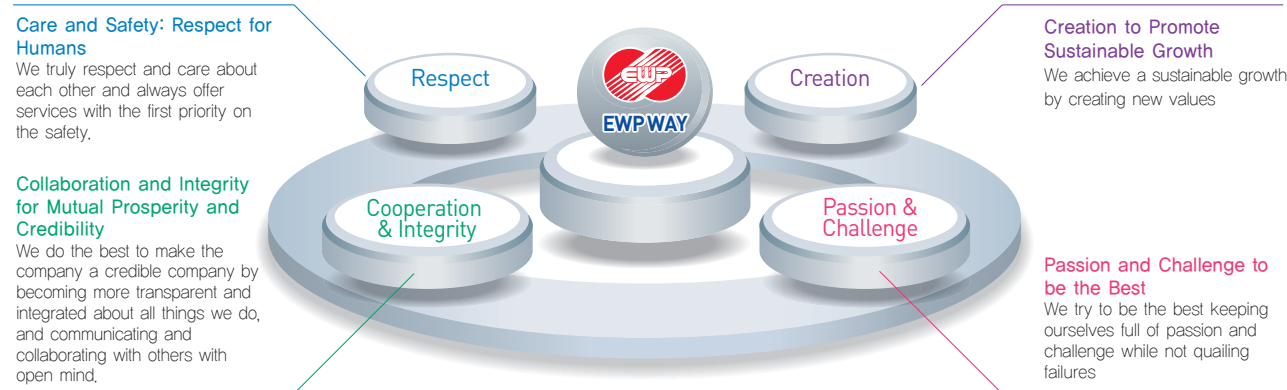 Care and Safety: Respect for
Humans
We truly respect and care about
each other and always offer
services with the first priority on
the safety.
Collaboration and Integrity
for Mutual Prosperity and
Credibility
We do the best to make the
company a credible company by
becoming more transparent and
integrated about all things we do,
and communicating and
collaborating with others with
open mind.
Respect
EWP
EWP WAY
Creation
Cooperation
& Integrity
Passion &
Challenge
Creation to Promote
Sustainable Growth
We achieve a sustainable growth
by creating new values
Passion and Challenge to
be the Best
We try to be the best keeping
ourselves full of passion and
challenge while not quailing
failures